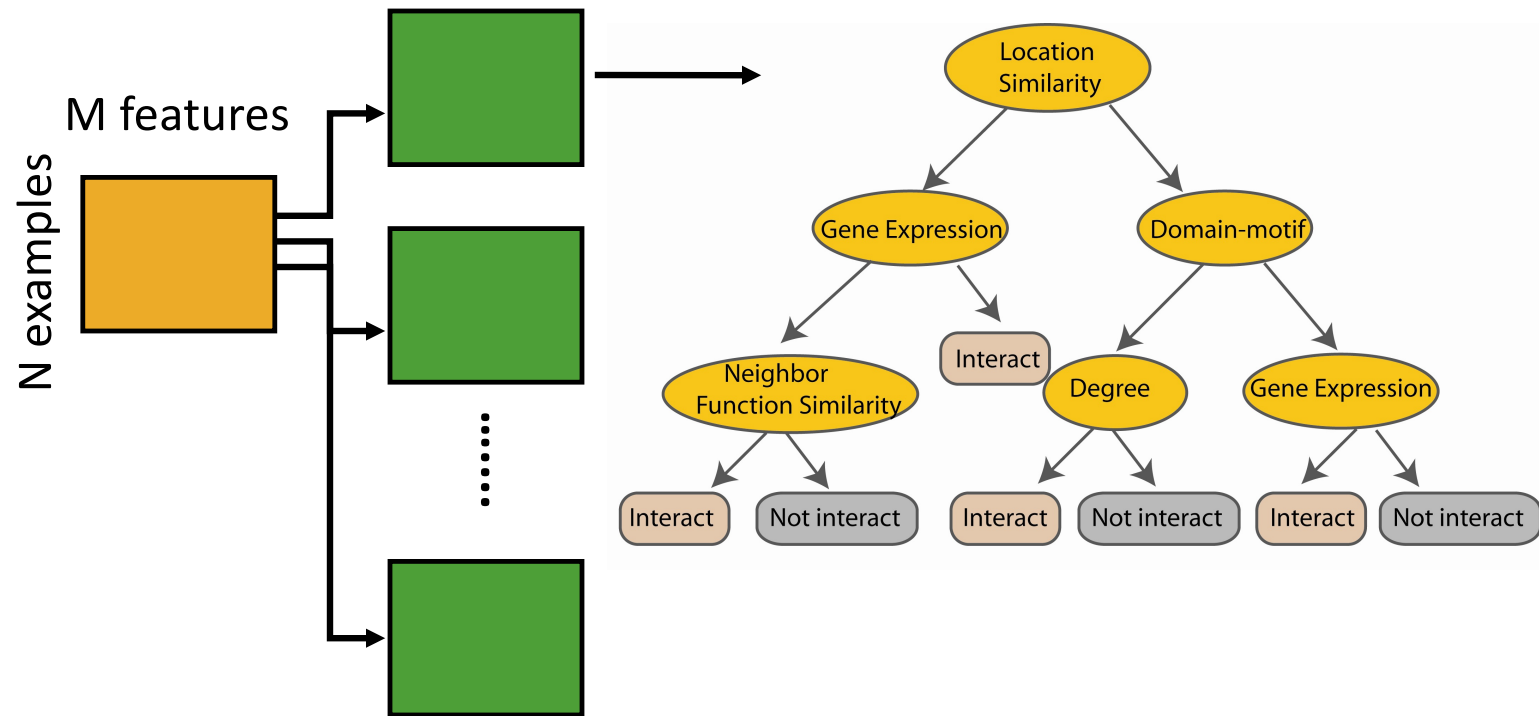 M features
N examples
Location
Similarity
Gene Expression
Domain-motif
Interact
Neighbor
Function Similarity
Degree
Gene Expression
Interact
Not interact
Interact
Not interact
Interact
Not interact